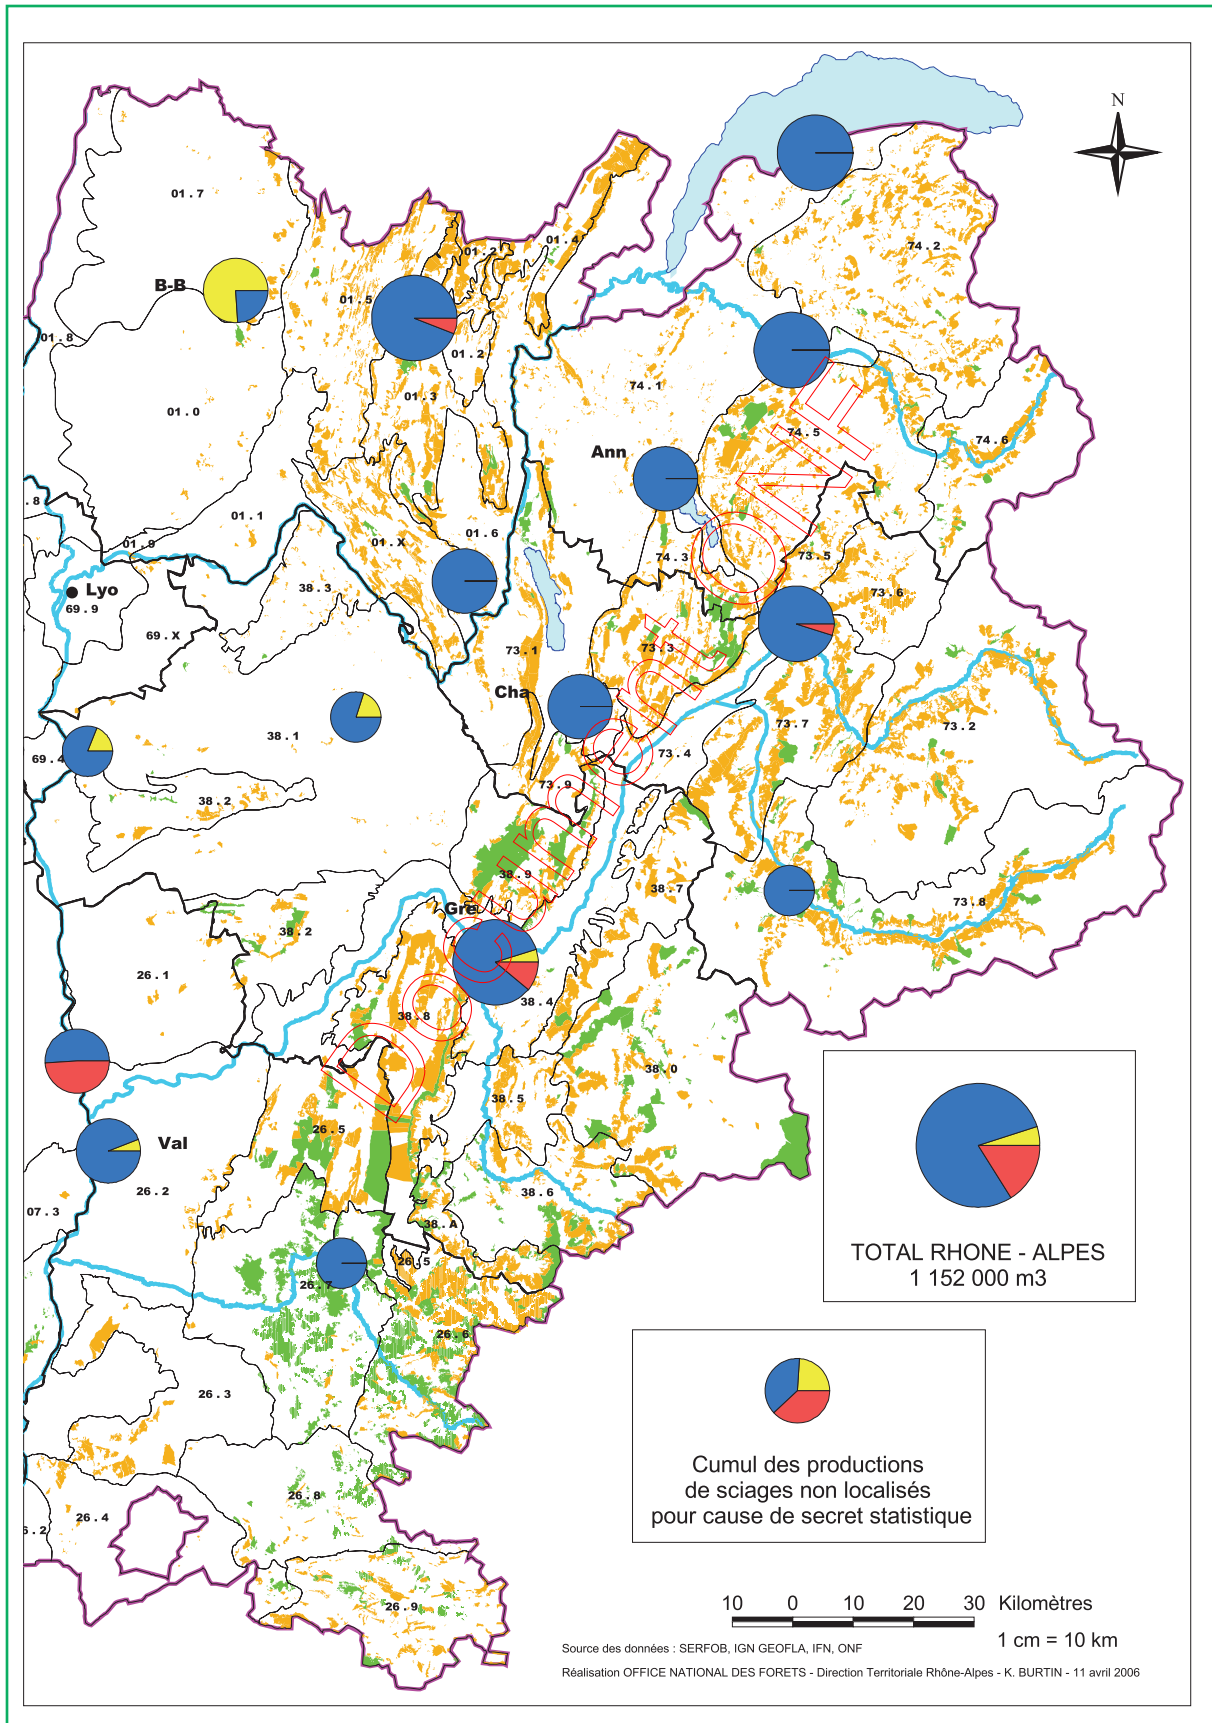 N
01.7
74.2
01.2
01.4
B-B
01.5
01.8
01.2
74.1
01.3
01.0
74.5
74.6
Ann
.8
01.1
01.9
01.X
01.6
74.3
73.5
38.3
73.6
Lyo
69.9
69.X
73.1
73.3
Cha
38.1
73.7
73.2
69.4
73.4
73.9
38.2
38.9
38.7
73.8
Gre
38.2
26.1
38.4
38.8
38.0
38.5
26.5
Val
26.2
38.6
07.3
38.A
26.5
26.7
26.6
26.3
26.8
26.4
6.2
26.9
Document ONF
TOTAL RHONE - ALPES
1 152 000 m3
Cumul des productions
de sciages non localisés
pour cause de secret statistique
10 0 10 20 30 Kilomètres
1 cm = 10 km
Source des données : SERFOB, IGN GEOFLA, IFN, ONF
Réalisation OFFICE NATIONAL DES FORETS - Direction Territoriale Rhône-Alpes - K. BURTIN - 11 avril 2006